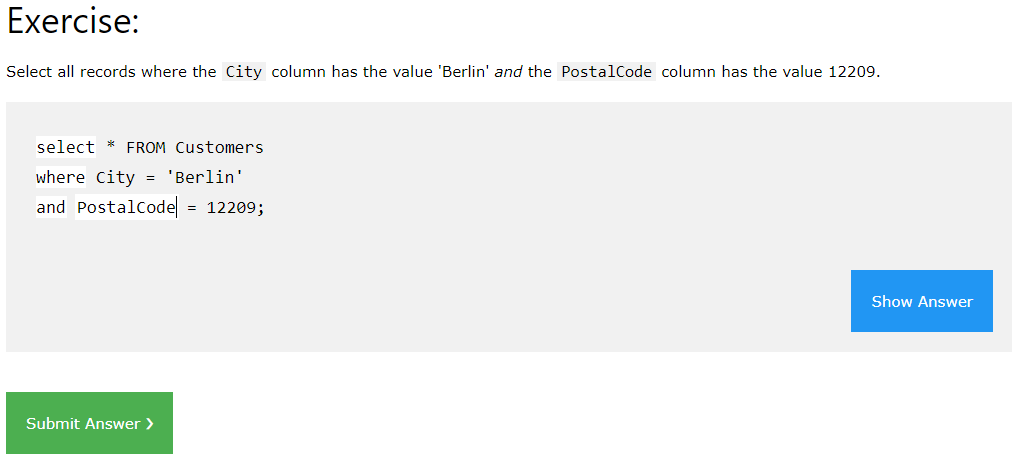 Exercise:
Select all records where the City column has the value 'Berlin' and the PostalCode column has the value 12209.
select * FROM Customers
where City = 'Berlin'
and PostalCode = 12209;
Show Answer
Submit Answer ❯